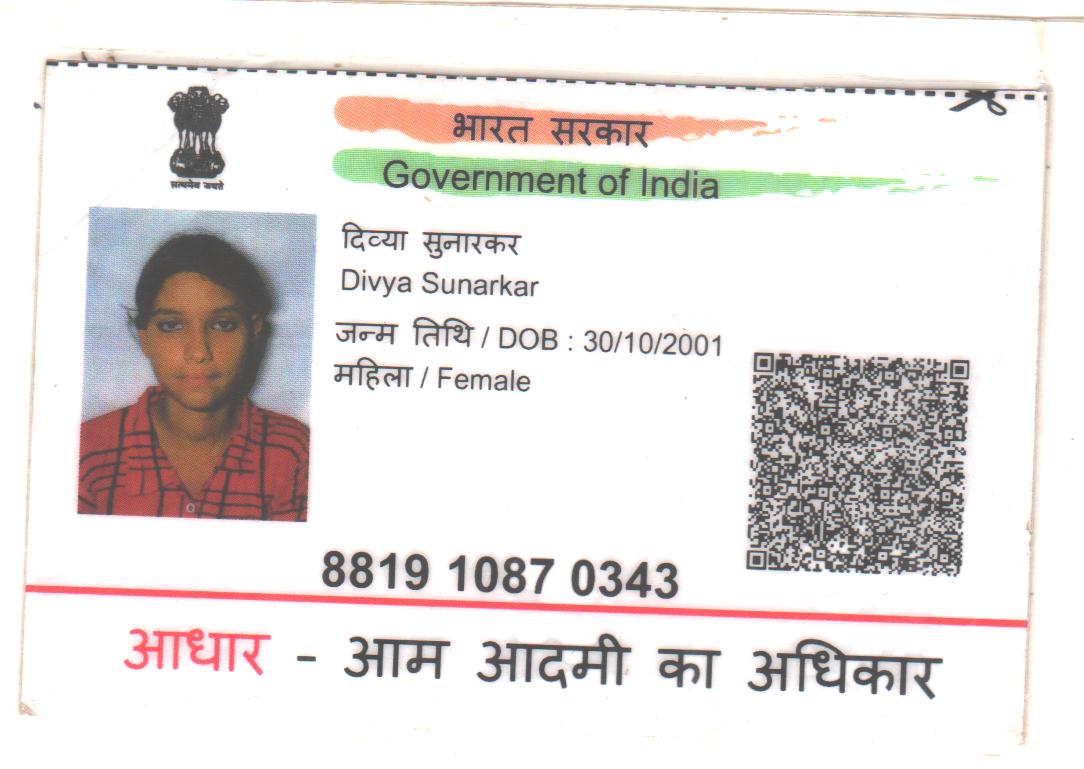 भारत सरकार
Government of India
सत्यमेव जयते
दिव्या सुनारकर
Divya Sunarkar
जन्म तिथि / DOB : 30/10/2001
महिला / Female
8819 1087 0343
आधार - आम आदमी का अधिकार